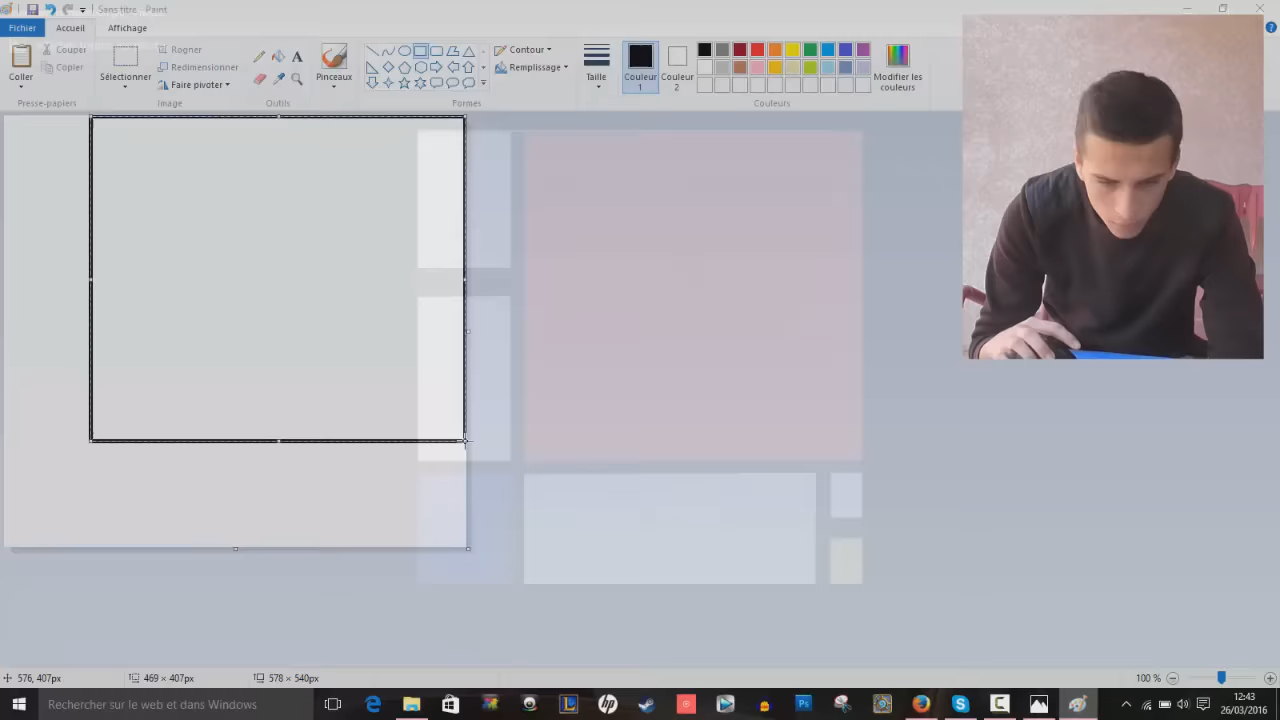 Sans titre - Paint
Fichier
Accueil
Affichage
Coller
Couper
Copier
Presse-papiers
Sélectionner
Rogner
Redimensionner
Faire pivoter
Image
A
Outils
Pinceaux
Formes
Contour
Remplissage
Taille
Couleur
1
Couleur
2
Modifier les
couleurs
Couleurs
576, 407px
469 × 407px
578 × 540px
100 %
Rechercher sur le web et dans Windows
hp
Ps
12:43
26/03/2016